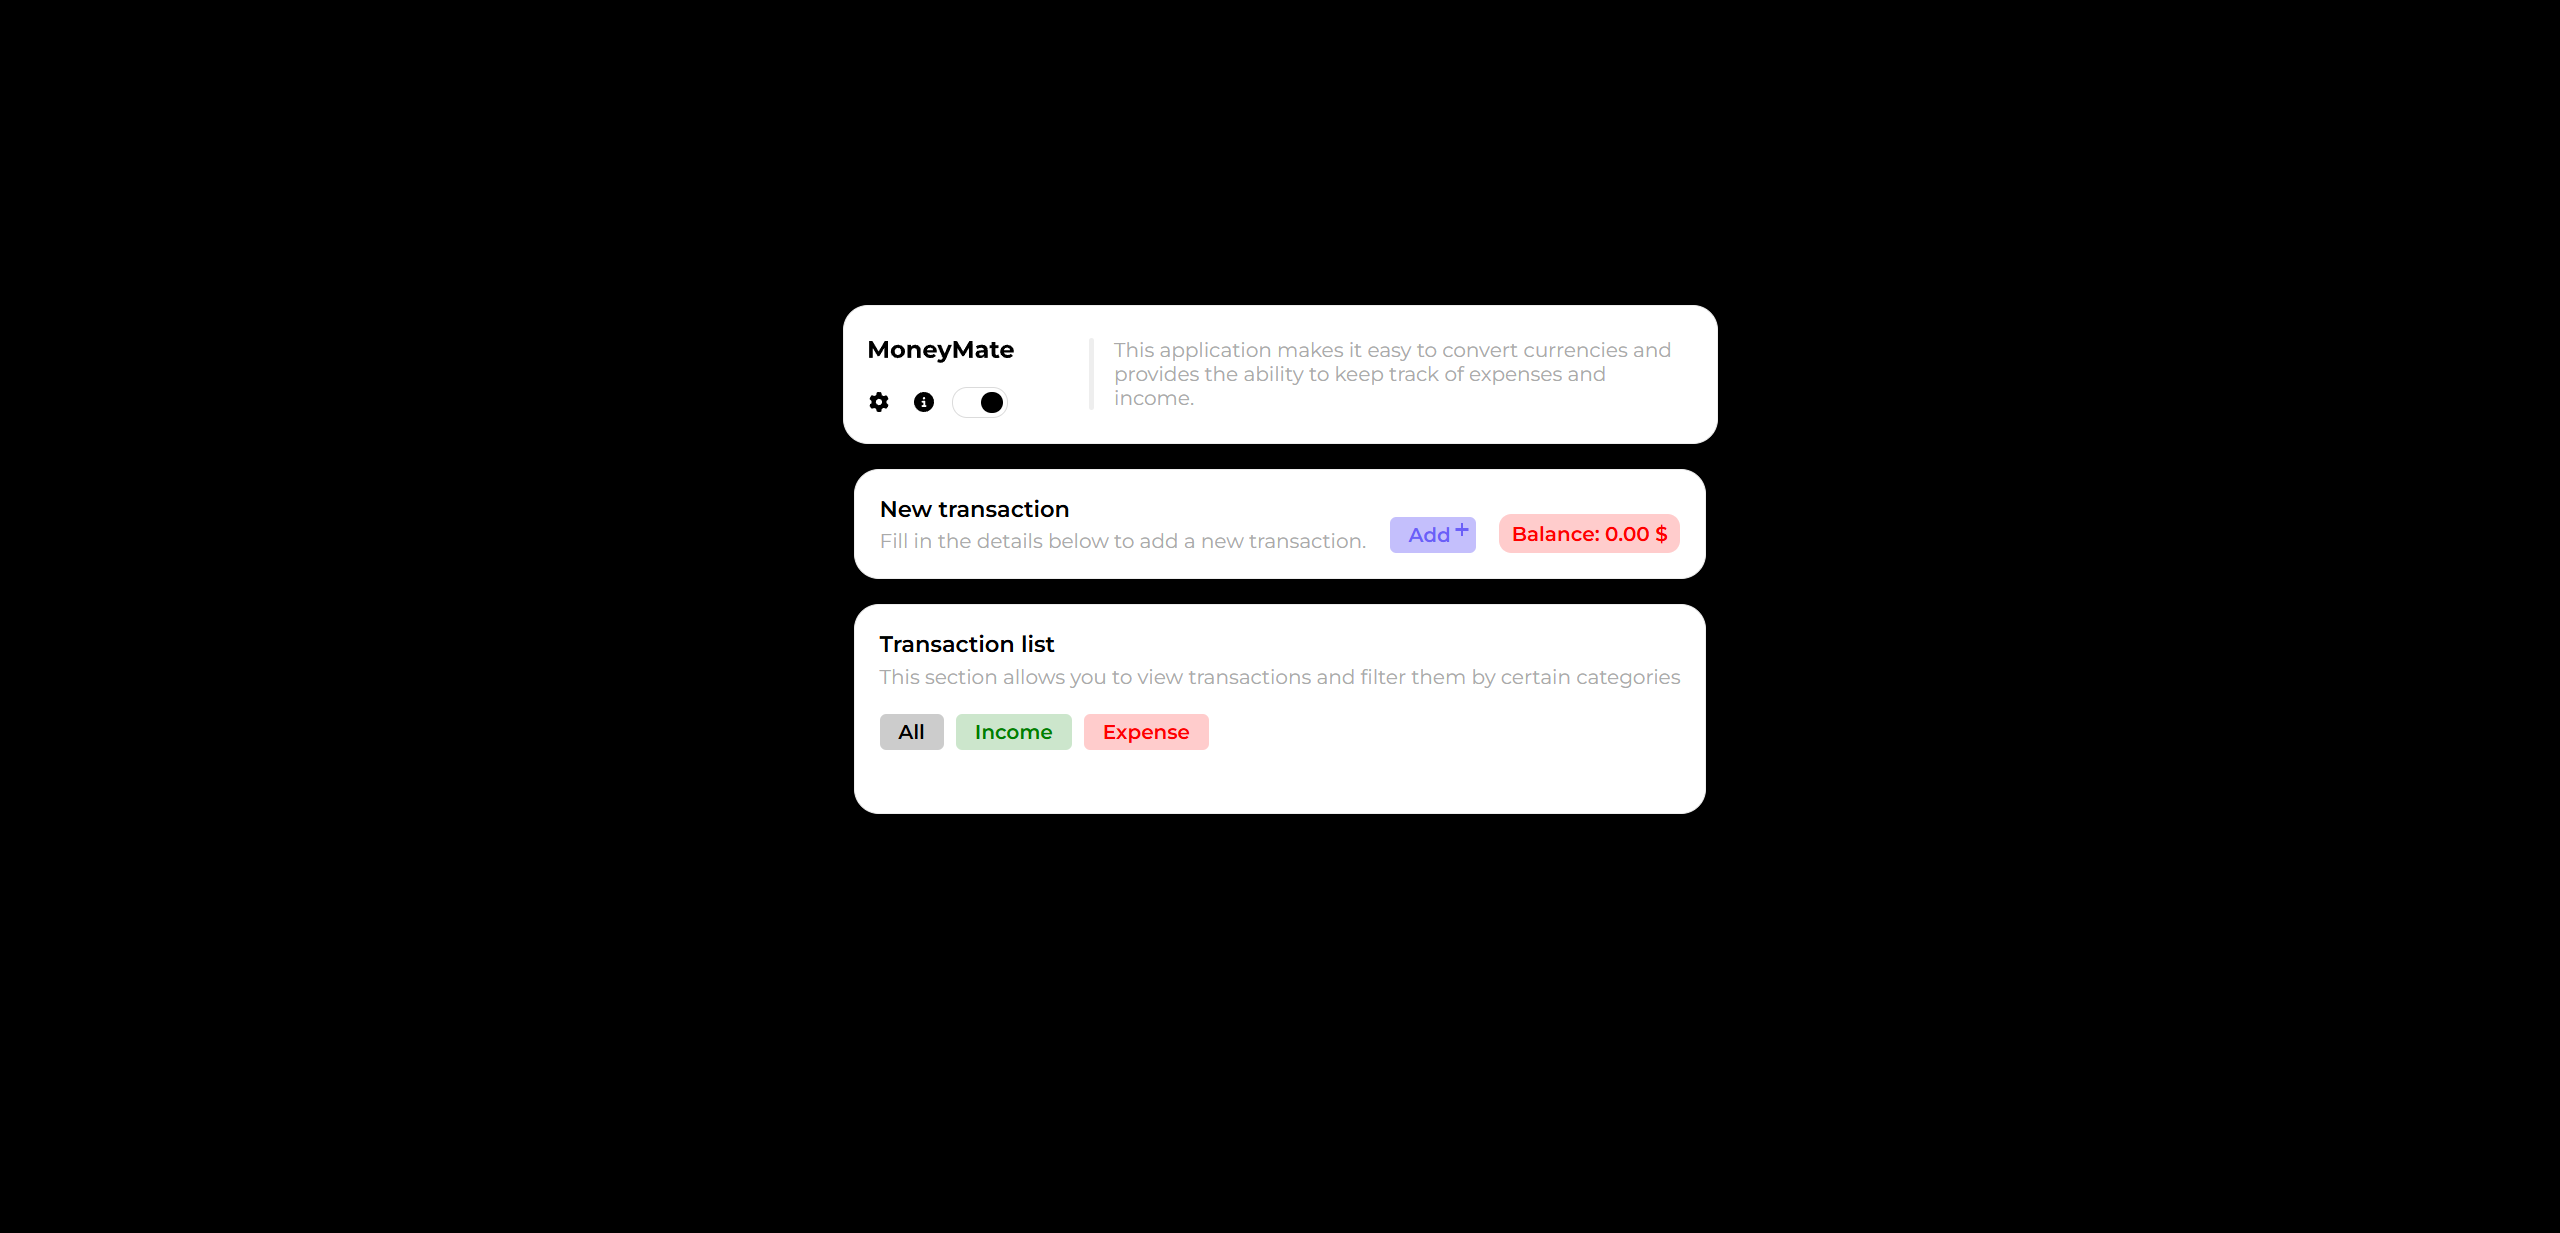 MoneyMate
This application makes it easy to convert currencies and
provides the ability to keep track of expenses and
income.
New transaction
Fill in the details below to add a new transaction.
Add +
Balance: 0.00 $
Transaction list
This section allows you to view transactions and filter them by certain categories
All
Income
Expense